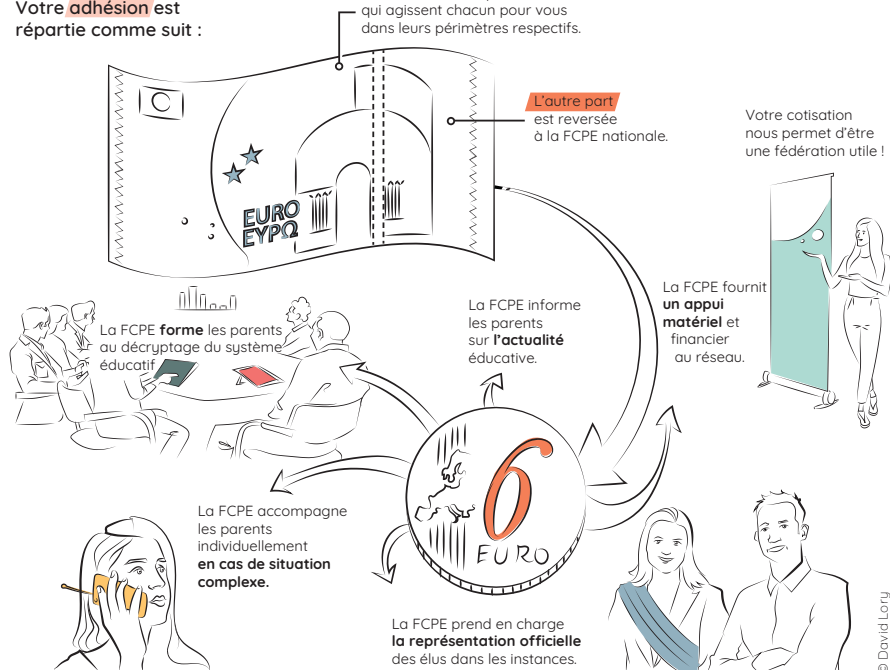 Votre adhésion est
répartie comme suit :
qui agissent chacun pour vous
dans leurs périmètres respectifs.
L'autre part
est reversée
à la FCPE nationale.
Votre cotisation
nous permet d'être
une fédération utile !
EURO
ΕΥΡΩ
La FCPE forme les parents
au décryptage du système
éducatif
La FCPE informe
les parents
sur l'actualité
éducative.
La FCPE fournit
un appui
matériel et
financier
au réseau.
6
EURO
La FCPE accompagne
les parents
individuellement
en cas de situation
complexe.
La FCPE prend en charge
la représentation officielle
des élus dans les instances.
© David Lory